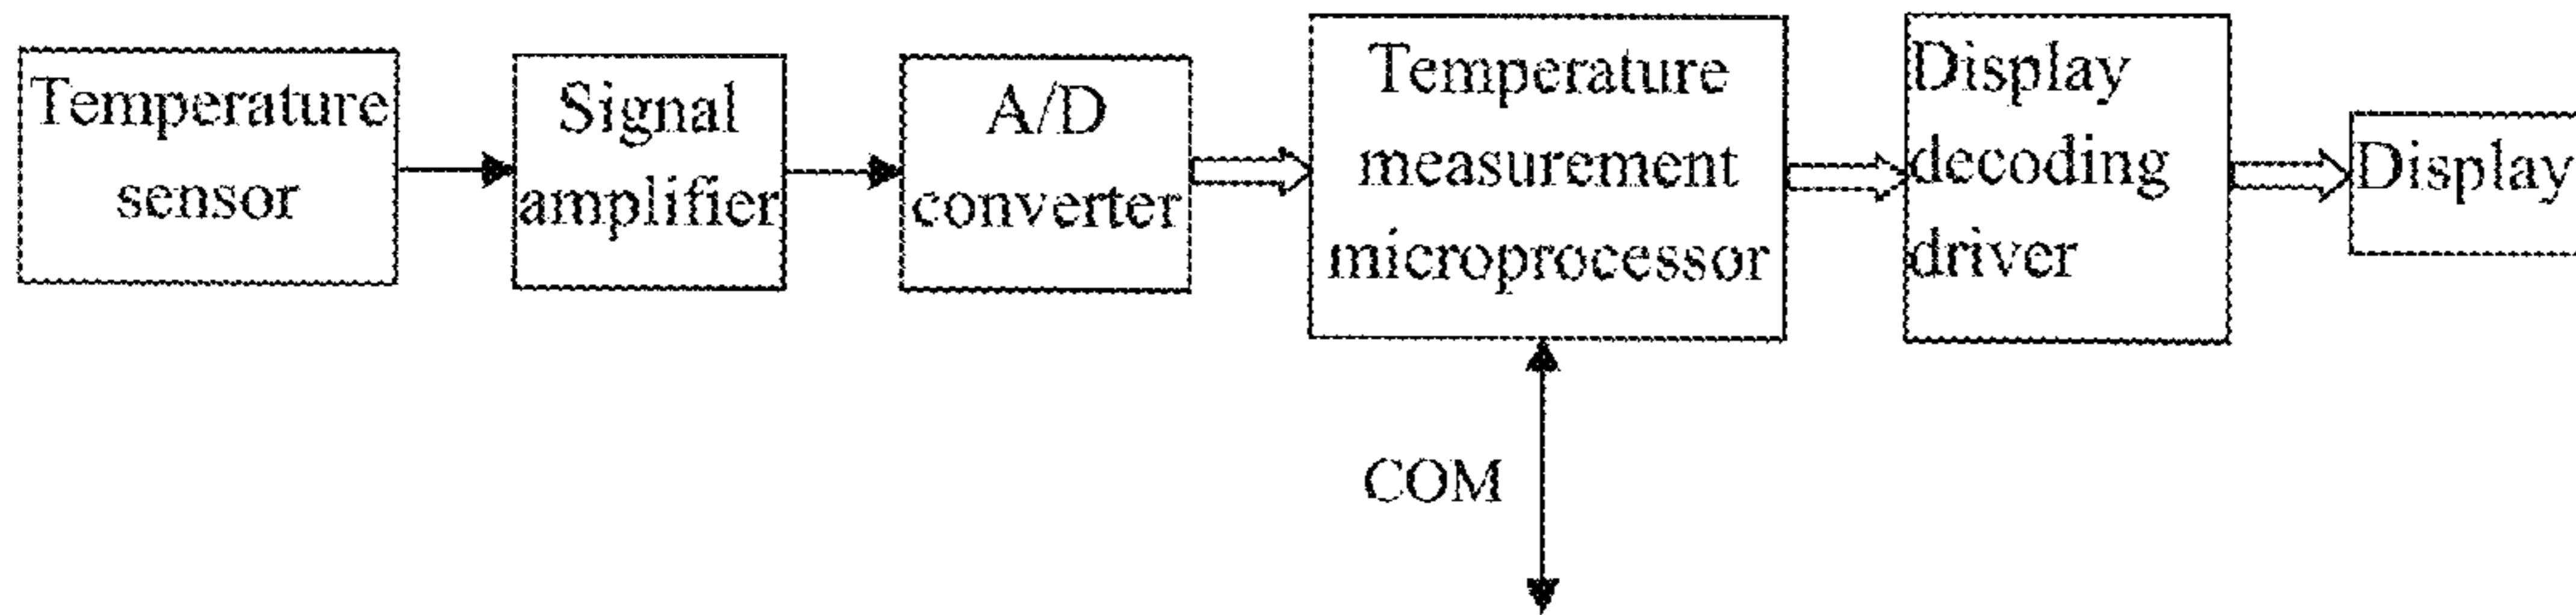 Temperature
sensor
Signal
amplifier
A/D
converter
Temperature
measurement
microprocessor
Display
decoding
driver
Display
COM